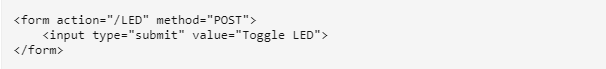 <form action="/LED" method="POST">
    <input type="submit" value="Toggle LED">
</form>